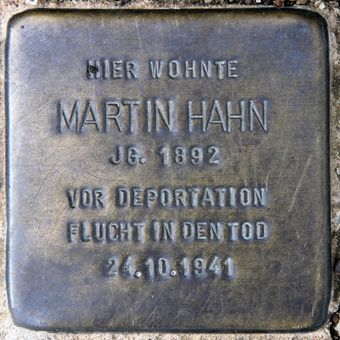 HIER WOHNTE
MARTIN HAHN
JG. 1892
VOR DEPORTATION
FLUCHT IN DEN TOD
24.10.1941